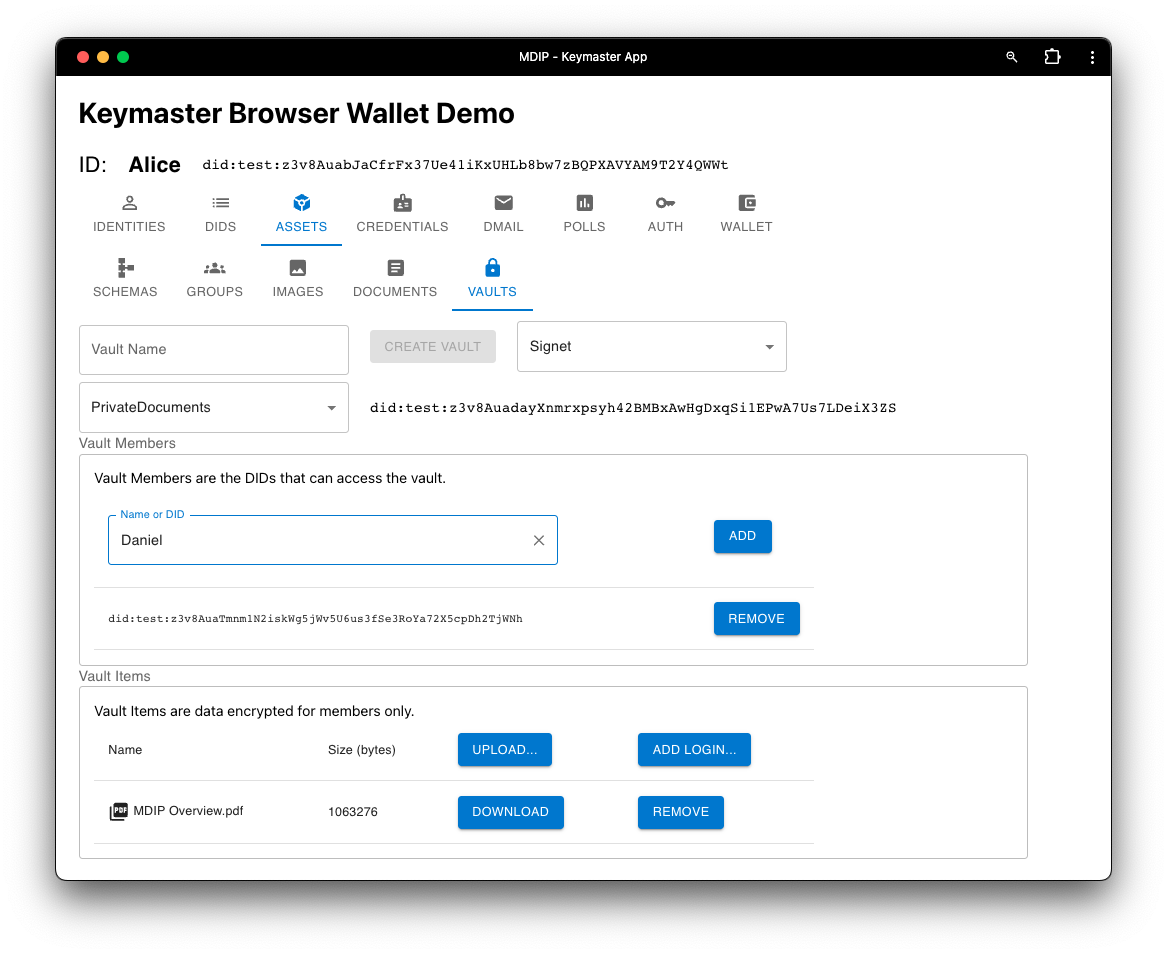 MDIP - Keymaster App
Keymaster Browser Wallet Demo
ID: Alice did:test:z3v8AuabJaCfrFx37Ue41iKxUHLb8bw7zBQPXAVYAM9T2Y4QWWt
IDENTITIES DIDS ASSETS CREDENTIALS DMAIL POLLS AUTH WALLET
SCHEMAS GROUPS IMAGES DOCUMENTS VAULTS
Vault Name CREATE VAULT Signet
PrivateDocuments did:test:z3v8AuadayXnmrxpsyh42BMBxAwHgDxqSi1EPwA7Us7LDeiX3ZS
Vault Members
Vault Members are the DIDs that can access the vault.
Name or DID
Daniel ADD
did:test:z3v8AuaTmnm1N2iskWg5jWv5U6us3fSe3RoYa72X5cpDh2TjWNh REMOVE
Vault Items
Vault Items are data encrypted for members only.
Name Size (bytes) UPLOAD... ADD LOGIN...
PDF MDIP Overview.pdf 1063276 DOWNLOAD REMOVE